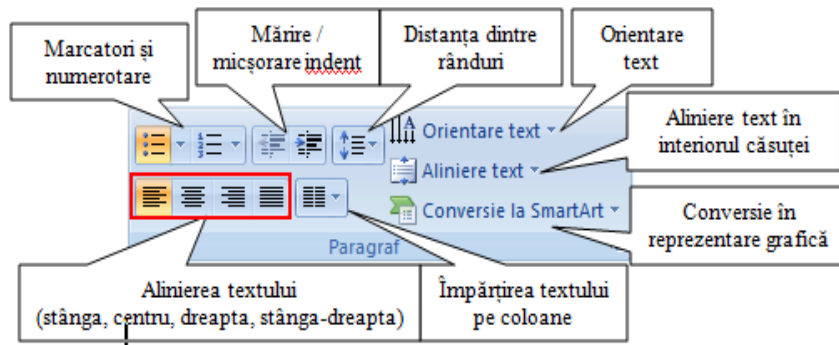 Marcatori și
numerotare
Mărire /
micșorare indent
Distanța dintre
rânduri
Orientare
text
Orientare text
Aliniere text
Conversie la SmartArt
Paragraf
Aliniere text în
interiorul căsuței
Conversie în
reprezentare grafică
Alinierea textului
(stânga, centru, dreapta, stânga-dreapta)
Împărțirea textului
pe coloane